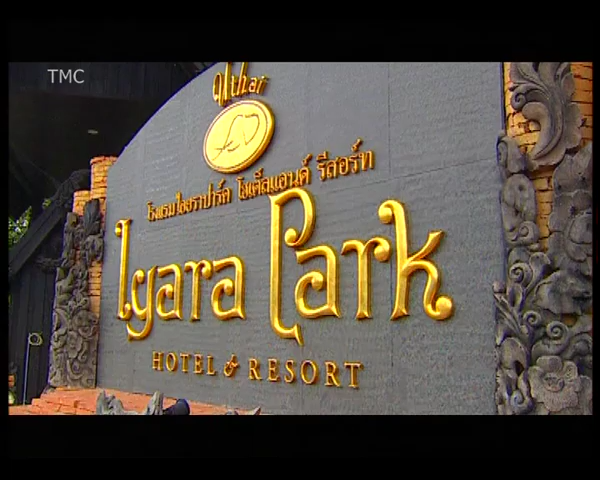 TMC
Allthai
โรงแรมไอยราปาร์ค โฮเต็ลแอนด์ รีสอร์ท
Iyara Park
HOTEL & RESORT